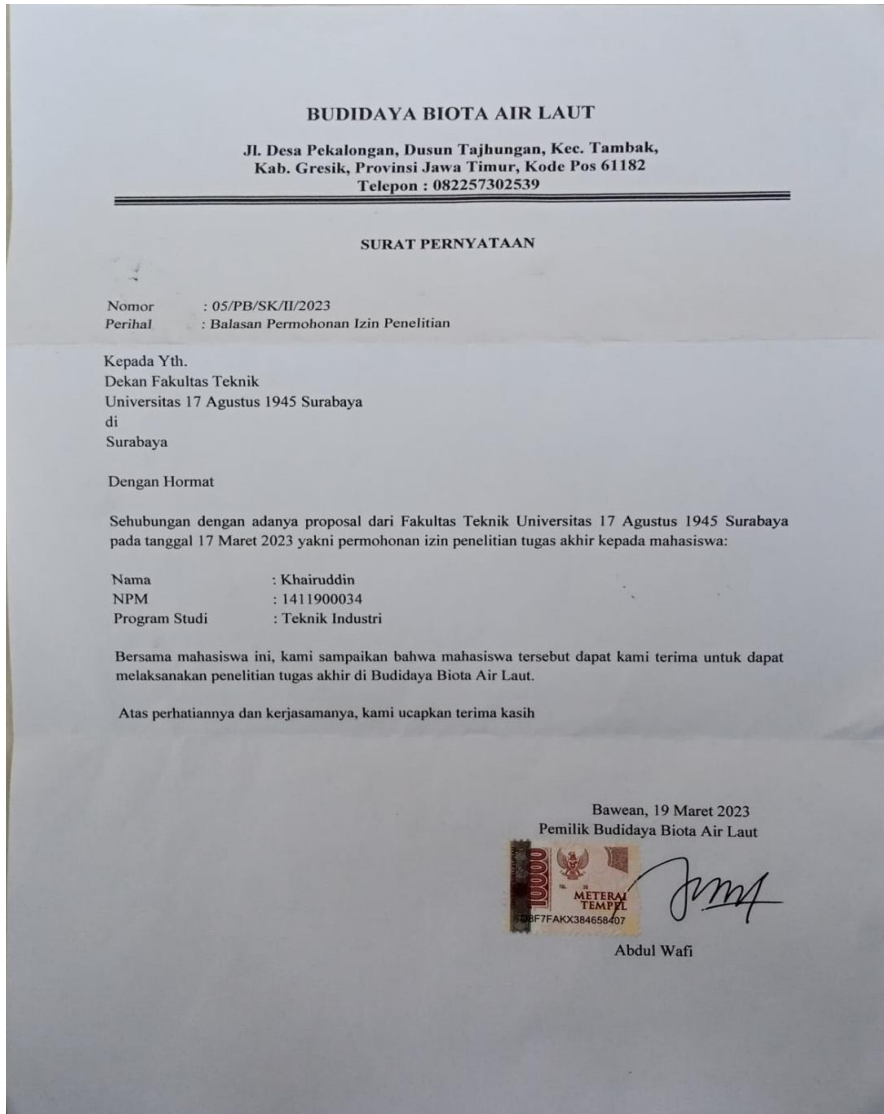 BUDIDAYA BIOTA AIR LAUT
Jl. Desa Pekalongan, Dusun Tajhungan, Kec. Tambak,
Kab. Gresik, Provinsi Jawa Timur, Kode Pos 61182
Telepon : 082257302539
SURAT PERNYATAAN
Nomor : 05/PB/SK/II/2023
Perihal : Balasan Permohonan Izin Penelitian
Kepada Yth.
Dekan Fakultas Teknik
Universitas 17 Agustus 1945 Surabaya
di
Surabaya
Dengan Hormat
Sehubungan dengan adanya proposal dari Fakultas Teknik Universitas 17 Agustus 1945 Surabaya
pada tanggal 17 Maret 2023 yakni permohonan izin penelitian tugas akhir kepada mahasiswa:
Nama : Khairuddin
NPM : 1411900034
Program Studi : Teknik Industri
Bersama mahasiswa ini, kami sampaikan bahwa mahasiswa tersebut dapat kami terima untuk dapat
melaksanakan penelitian tugas akhir di Budidaya Biota Air Laut.
Atas perhatiannya dan kerjasamanya, kami ucapkan terima kasih
Bawean, 19 Maret 2023
Pemilik Budidaya Biota Air Laut
10000
METERAI
TEMPEL
Abdul Wafi